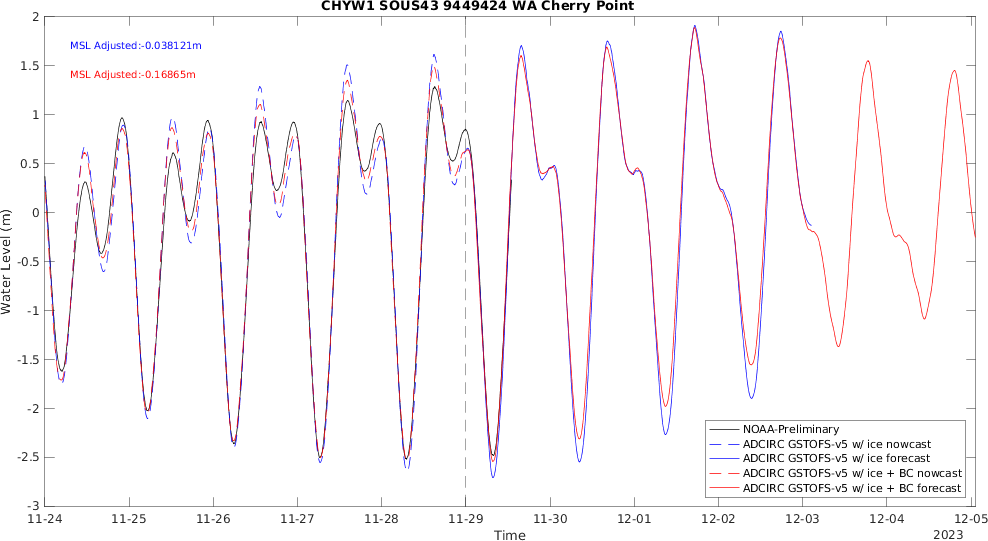 CHYW1 SOUS43 9449424 WA Cherry Point
MSL Adjusted:-0.038121m
MSL Adjusted:-0.16865m
Water Level (m)
2
1.5
1
0.5
0
-0.5
-1
-1.5
-2
-2.5
-3
NOAA-Preliminary
ADCIRC GSTOFS-v5 w/ ice nowcast
ADCIRC GSTOFS-v5 w/ ice forecast
ADCIRC GSTOFS-v5 w/ ice + BC nowcast
ADCIRC GSTOFS-v5 w/ ice + BC forecast
11-24 11-25 11-26 11-27 11-28 11-29 11-30 12-01 12-02 12-03 12-04 12-05
Time
2023